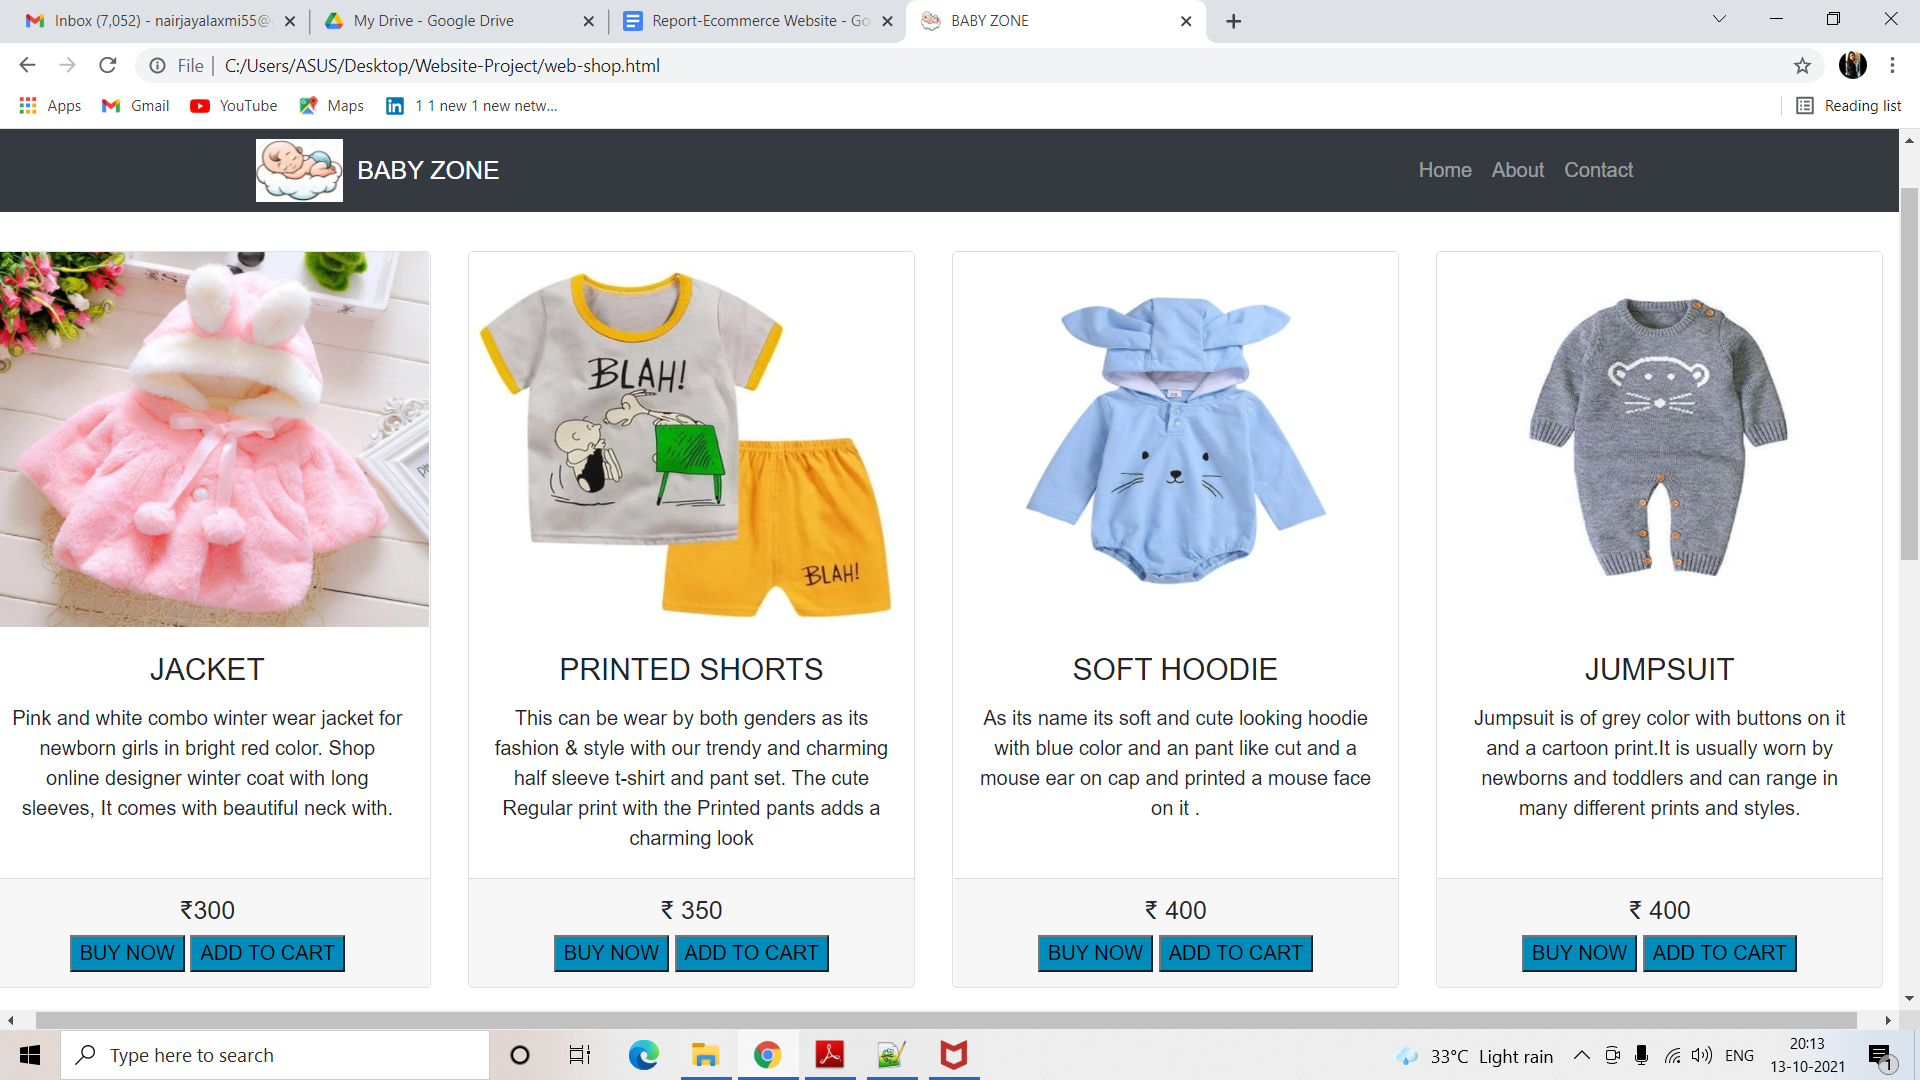 Inbox (7,052) - nairjayalaxmi55@
My Drive - Google Drive
Report-Ecommerce Website - Go
BABY ZONE
File
C:/Users/ASUS/Desktop/Website-Project/web-shop.html
Apps
Gmail
YouTube
Maps
1 1 new 1 new netw...
Reading list
BABY ZONE
Home
About
Contact
BLAH!
BLAH!
JACKET
Pink and white combo winter wear jacket for
newborn girls in bright red color. Shop
online designer winter coat with long
sleeves, It comes with beautiful neck with.
₹300
BUY NOW
ADD TO CART
PRINTED SHORTS
This can be wear by both genders as its
fashion & style with our trendy and charming
half sleeve t-shirt and pant set. The cute
Regular print with the Printed pants adds a
charming look
₹ 350
BUY NOW
ADD TO CART
SOFT HOODIE
As its name its soft and cute looking hoodie
with blue color and an pant like cut and a
mouse ear on cap and printed a mouse face
on it .
₹ 400
BUY NOW
ADD TO CART
JUMPSUIT
Jumpsuit is of grey color with buttons on it
and a cartoon print.It is usually worn by
newborns and toddlers and can range in
many different prints and styles.
₹ 400
BUY NOW
ADD TO CART
Type here to search
33°C Light rain
ENG
20:13
13-10-2021
1